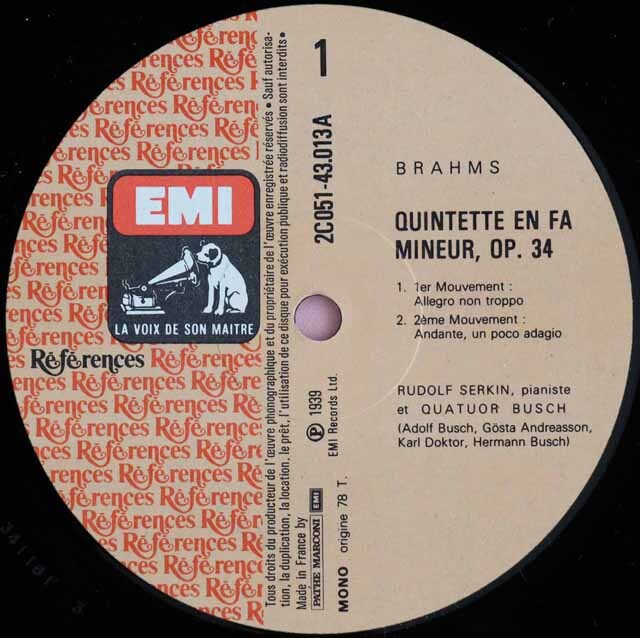 EMI
LA VOIX DE SON MAITRE
Références
Références Références
Tous droits du producteur de l'œuvre phonographique et du propriétaire de l'œuvre enregistrée réservés • Sauf autorisa-
tion, la duplication, la location, le prêt, l'utilisation de ce disque pour exécution publique et radiodiffusion sont interdits •
Made in France by
PATHE MARCONI EMI
1
2C051-43.013A
℗ 1939
EMI Records Ltd.
MONO origine 78 T.
BRAHMS
QUINTETTE EN FA
MINEUR, OP. 34
1. 1er Mouvement :
Allegro non troppo
2. 2ème Mouvement :
Andante, un poco adagio
RUDOLF SERKIN, pianiste
et QUATUOR BUSCH
(Adolf Busch, Gösta Andreasson,
Karl Doktor, Hermann Busch)